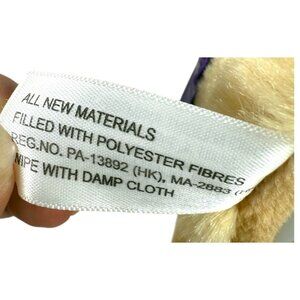 ALL NEW MATERIALS
FILLED WITH POLYESTER FIBRES
REG.NO. PA-13892 (HK), MA-2883
WIPE WITH DAMP CLOTH